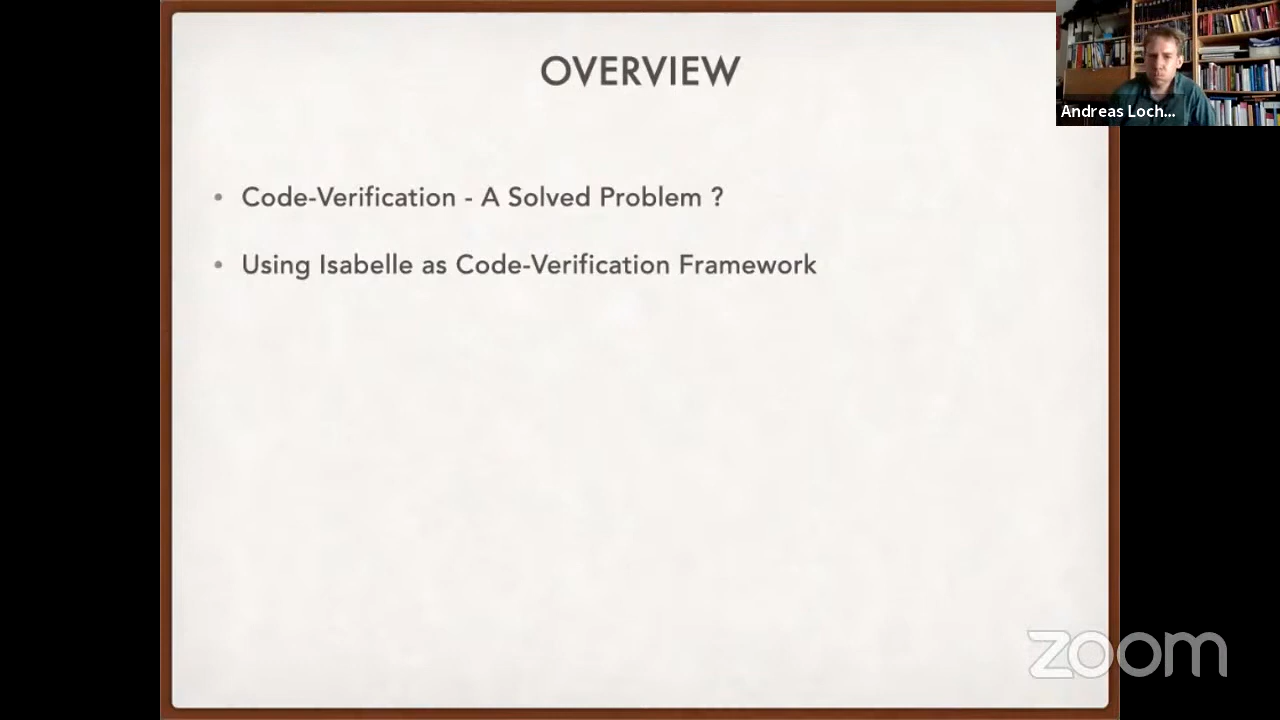 OVERVIEW
Andreas Loch...
• Code-Verification - A Solved Problem ?
• Using Isabelle as Code-Verification Framework
zoom